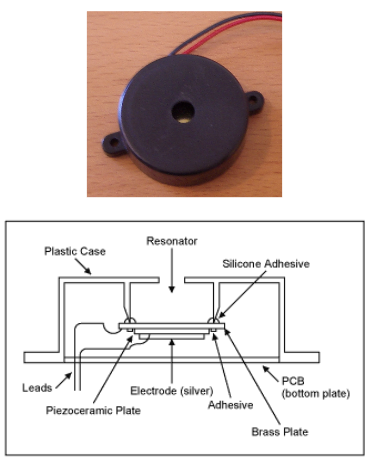 Resonator
Plastic Case
Silicone Adhesive
Leads
Piezoceramic Plate
Electrode (silver)
Adhesive
PCB
(bottom plate)
Brass Plate